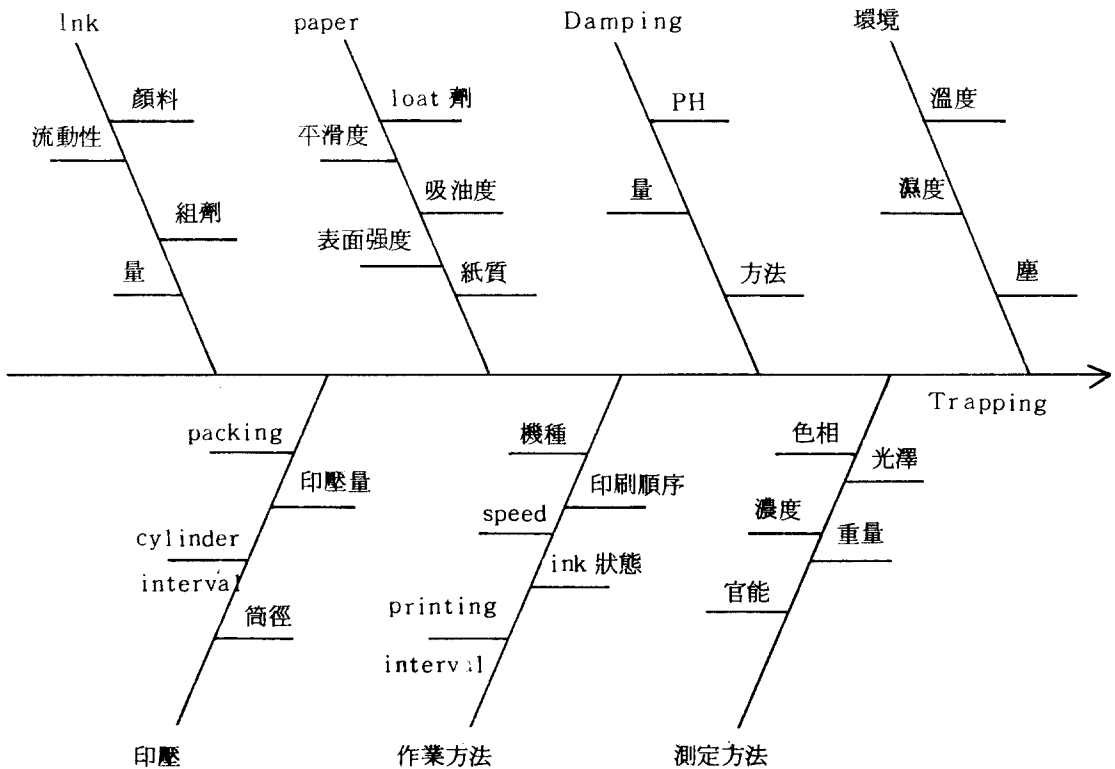 Ink
paper
Damping
環境
顔料
流動性
組劑
量
loat 劑
平滑度
吸油度
表面强度
紙質
PH
量
方法
溫度
濕度
塵
Trapping
packing
印壓量
cylinder
interval
筒徑
印壓
機種
印刷順序
speed
ink 狀態
printing
interval
作業方法
色相
光澤
濃度
重量
官能
測定方法